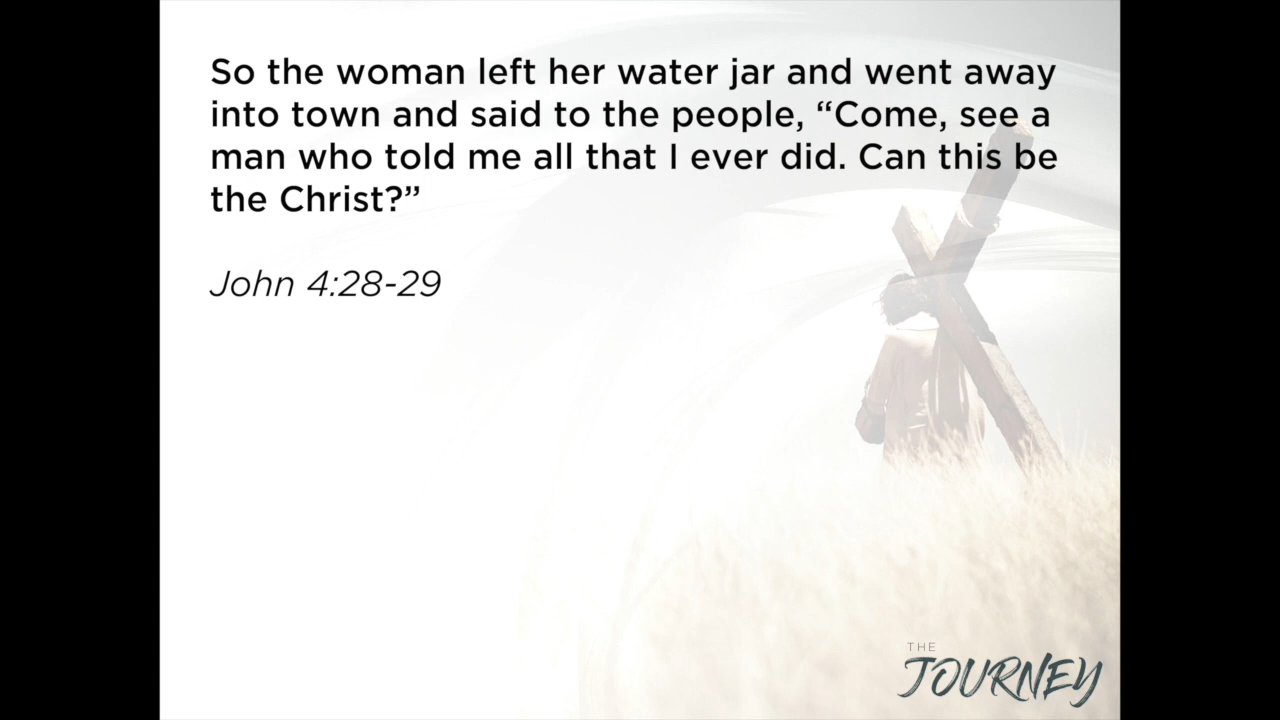 So the woman left her water jar and went away
into town and said to the people, “Come, see a
man who told me all that I ever did. Can this be
the Christ?”
John 4:28-29
THE
JOURNEY